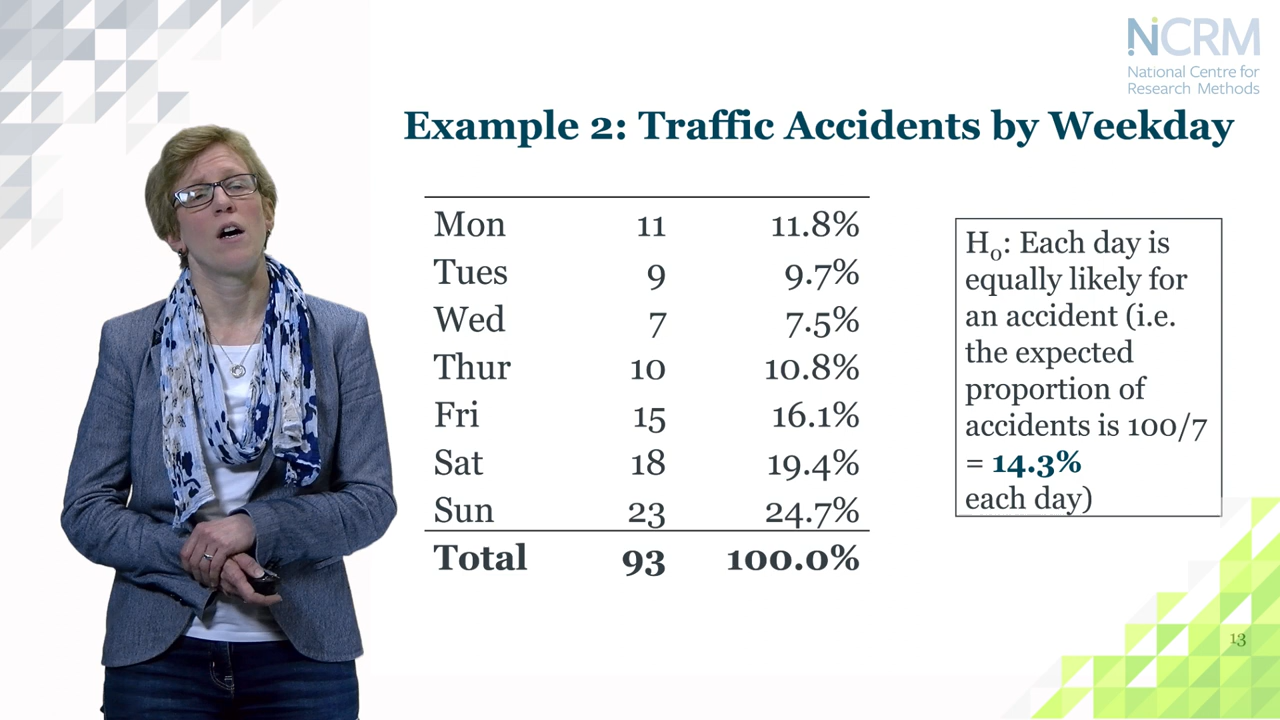 NCRM
National Centre for
Research Methods
Example 2: Traffic Accidents by Weekday
Mon 11 11.8%
Tues 9 9.7%
Wed 7 7.5%
Thur 10 10.8%
Fri 15 16.1%
Sat 18 19.4%
Sun 23 24.7%
Total 93 100.0%
H₀: Each day is
equally likely for
an accident (i.e.
the expected
proportion of
accidents is 100/7
= 14.3%
each day)
13